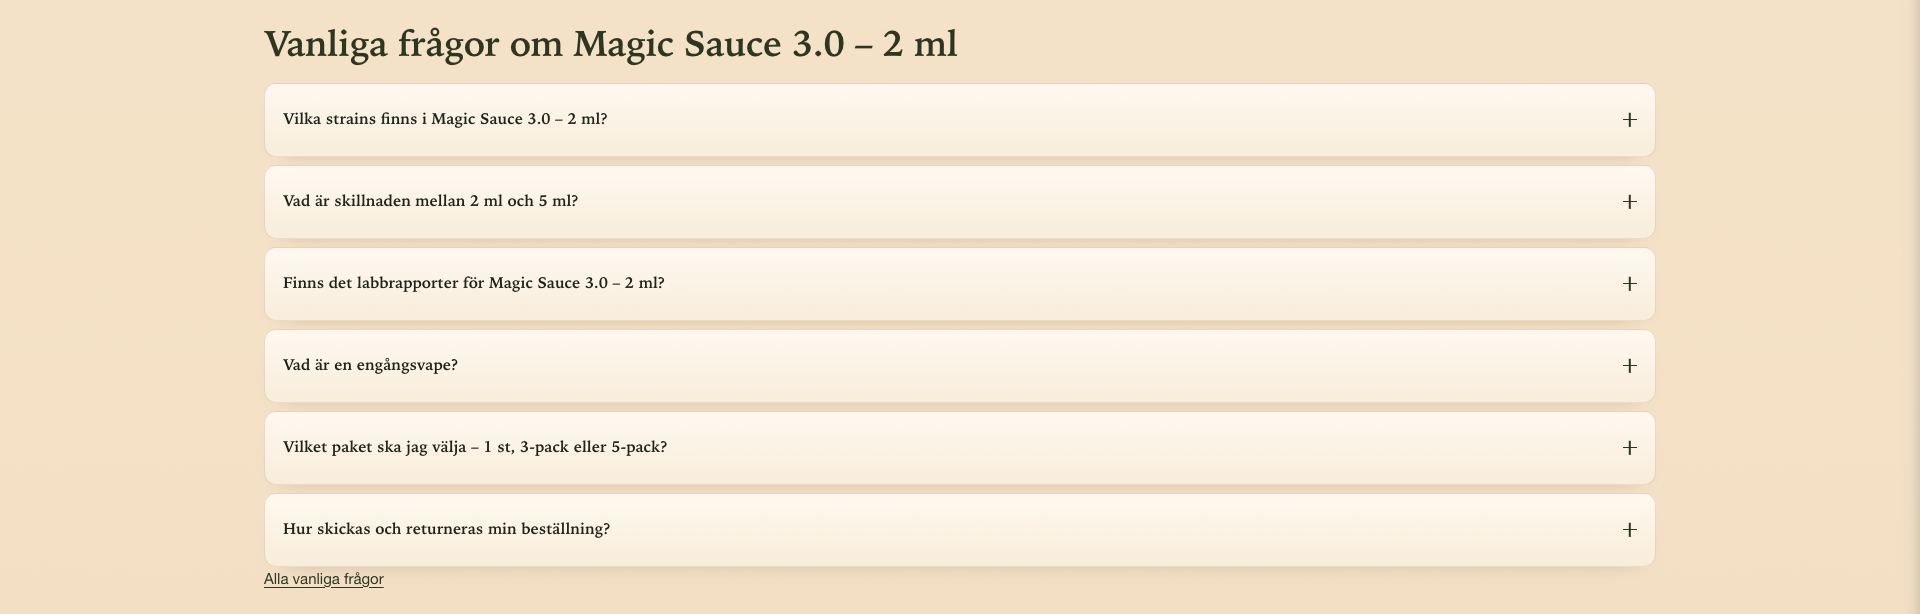 Vanliga frågor om Magic Sauce 3.0 – 2 ml
Vilka strains finns i Magic Sauce 3.0 – 2 ml?
Vad är skillnaden mellan 2 ml och 5 ml?
Finns det labbrapporter för Magic Sauce 3.0 – 2 ml?
Vad är en engångsvape?
Vilket paket ska jag välja – 1 st, 3-pack eller 5-pack?
Hur skickas och returneras min beställning?
Alla vanliga frågor